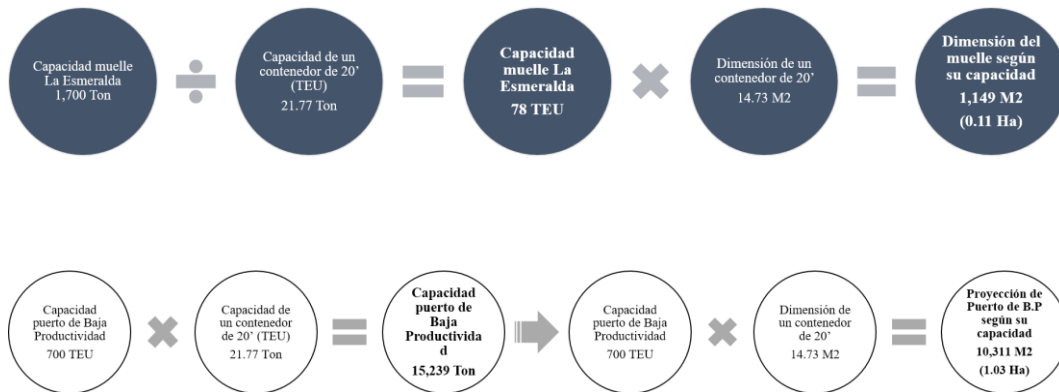 Capacidad muelle
La Esmeralda
1,700 Ton
÷
Capacidad de un
contenedor de 20’
(TEU)
21.77 Ton
=
Capacidad
muelle La
Esmeralda
78 TEU
×
Dimensión de un
contenedor de 20’
14.73 M2
=
Dimensión del
muelle según
su capacidad
1,149 M2
(0.11 Ha)
Capacidad
puerto de Baja
Productividad
700 TEU
×
Capacidad de
un contenedor
de 20’ (TEU)
21.77 Ton
=
Capacidad
puerto de
Baja
Productivida
d
15,239 Ton
Capacidad
puerto de Baja
Productividad
700 TEU
×
Dimensión de
un contenedor
de 20’
14.73 M2
=
Proyección de
Puerto de B.P
según su
capacidad
10,311 M2
(1.03 Ha)